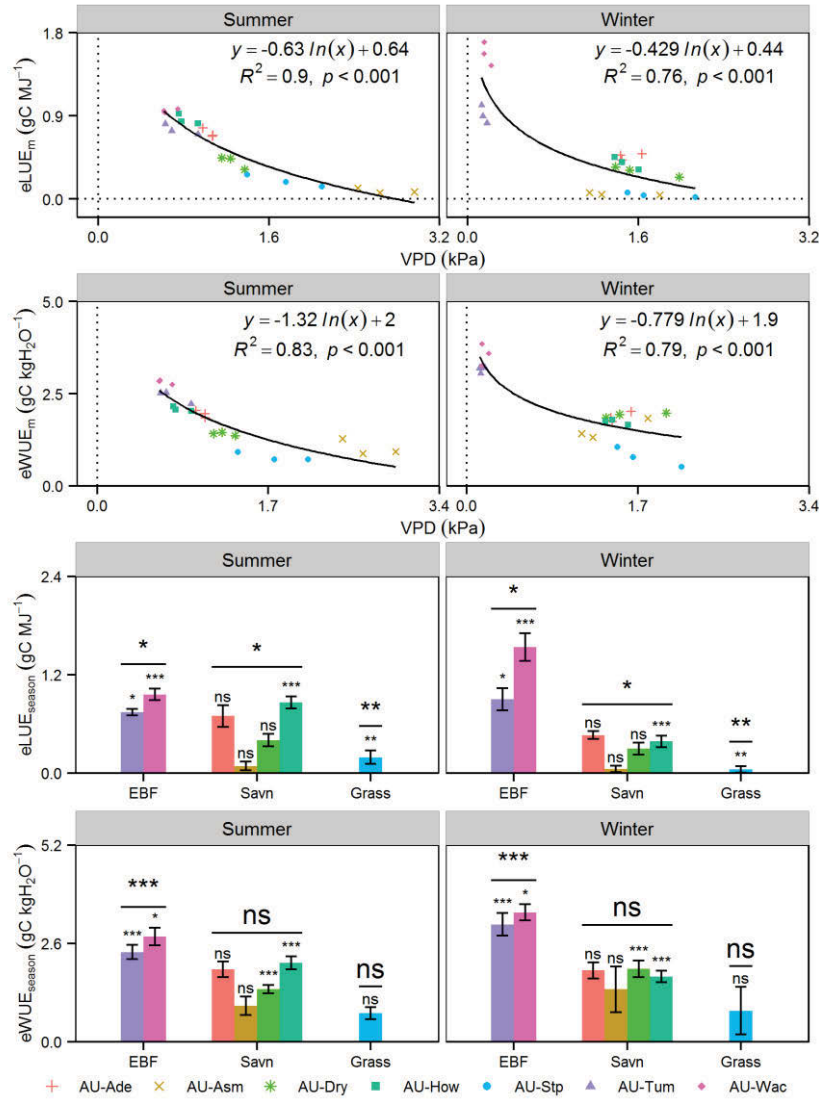 Summer Winter
y = -0.63 ln(x) + 0.64 y = -0.429 ln(x) + 0.44
R² = 0.9, p < 0.001 R² = 0.76, p < 0.001
eLUEₘ (gC MJ⁻¹)
1.8
0.9
0.0
0.0 1.6 3.2 0.0 1.6 3.2
VPD (kPa) VPD (kPa)
Summer Winter
y = -1.32 ln(x) + 2 y = -0.779 ln(x) + 1.9
R² = 0.83, p < 0.001 R² = 0.79, p < 0.001
eWUEₘ (gC kgH₂O⁻¹)
5.0
2.5
0.0
0.0 1.7 3.4 0.0 1.7 3.4
VPD (kPa) VPD (kPa)
Summer Winter
eLUEseason (gC MJ⁻¹)
2.4
1.2
0.0
* * ** * * **
* *** ns ns ns *** ** * *** ns ns ns *** **
EBF Savn Grass EBF Savn Grass
Summer Winter
eWUEseason (gC kgH₂O⁻¹)
5.2
2.6
0.0
*** ns ns *** ns ns
*** * ns ns *** *** ns *** * ns ns *** *** ns
EBF Savn Grass EBF Savn Grass
AU-Ade AU-Asm AU-Dry AU-How AU-Stp AU-Tum AU-Wac